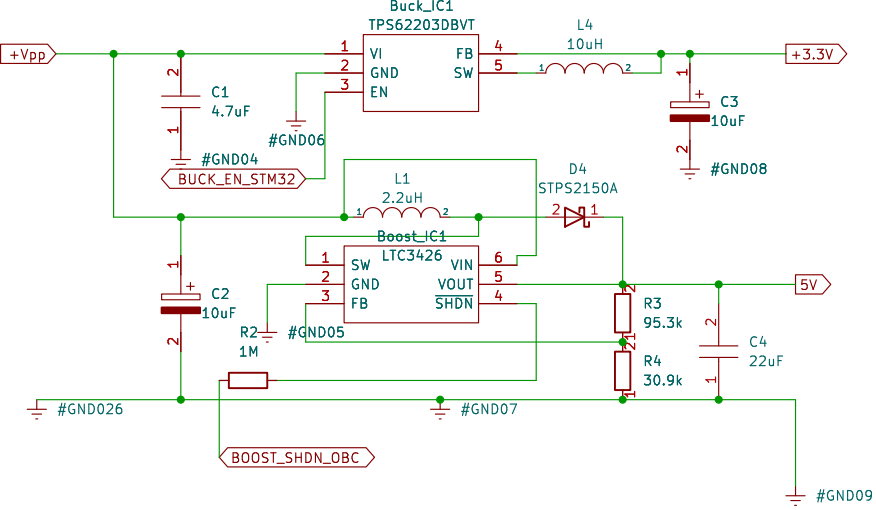 Buck_IC1
TPS62203DBVT
L4
10uH
+Vpp
1 VI
FB 4
+3.3V
2 GND
SW 5
1 2
3 EN
2
C1
4.7uF
1
#GND04
#GND06
1
+
C3
10uF
2
#GND08
BUCK_EN_STM32
L1
2.2uH
1 2
D4
STPS2150A
2 1
Boost_IC1
LTC3426
1 SW
VIN 6
2 GND
VOUT 5
3 FB
SHDN 4
5V
1
+
C2
10uF
2
#GND05
R2
1M
2
R3
95.3k
1
2
R4
30.9k
1
2
C4
22uF
1
#GND026
#GND07
BOOST_SHDN_OBC
#GND09